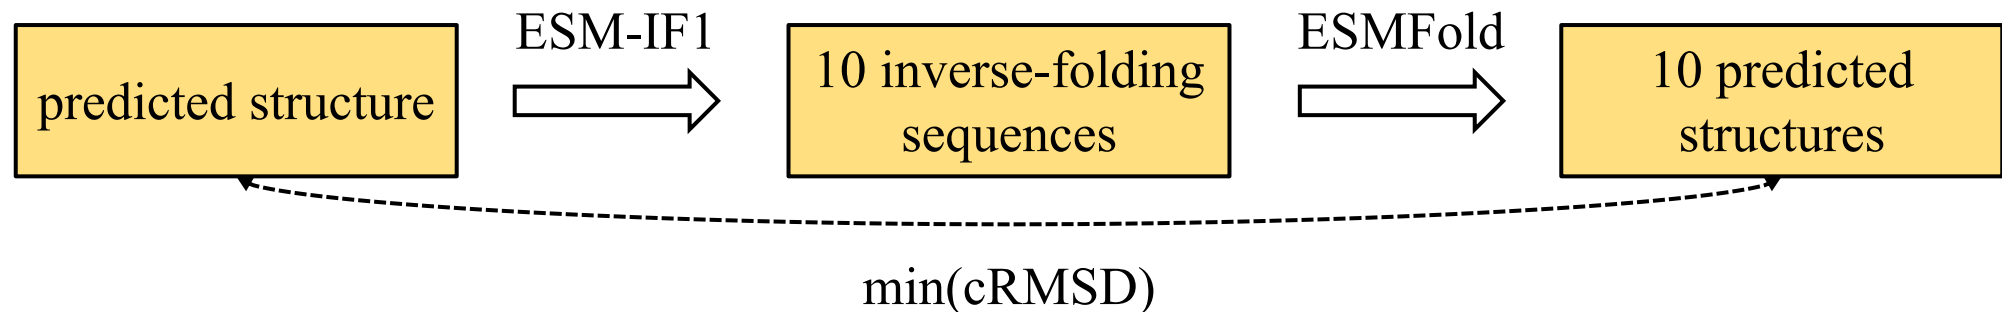 ESM-IF1
ESMFold
predicted structure
10 inverse-folding
sequences
10 predicted
structures
min(cRMSD)